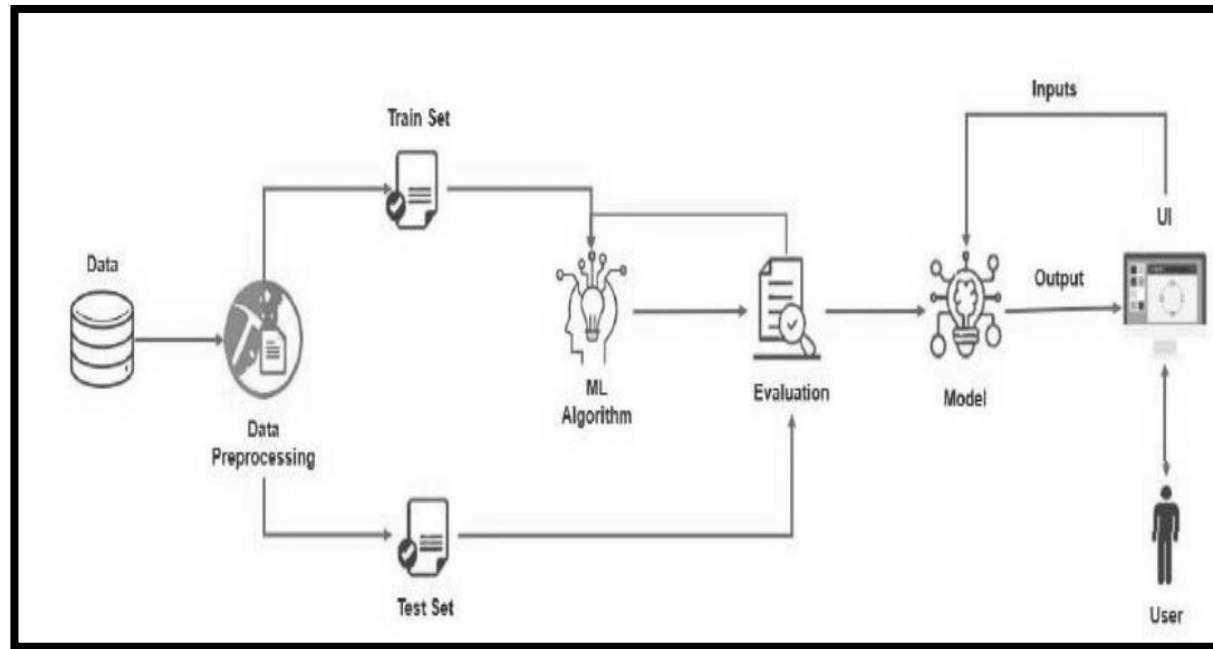 Inputs
Train Set
UI
Data
Output
ML
Algorithm
Evaluation
Model
Data
Preprocessing
Test Set
User